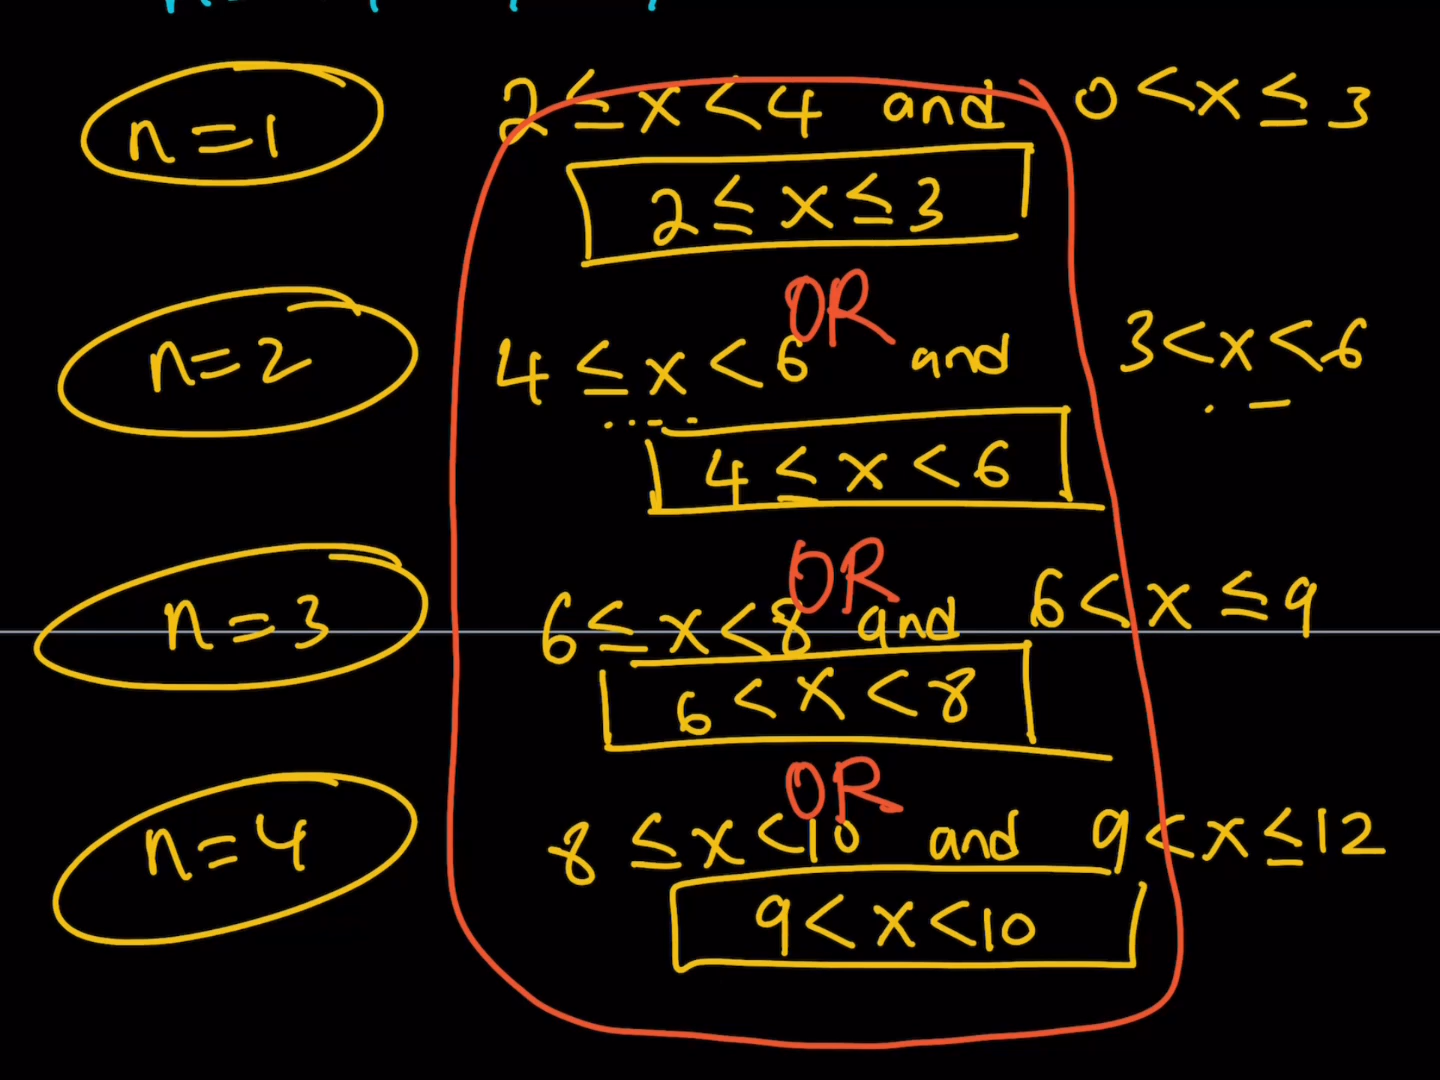 n=1 2≤x<4 and 0<x≤3
2≤x≤3
OR
n=2 4≤x<6 and 3<x<6
4≤x<6
OR
n=3 6≤x<8 and 6<x≤9
6<x<8
OR
n=4 8≤x<10 and 9<x≤12
9<x<10